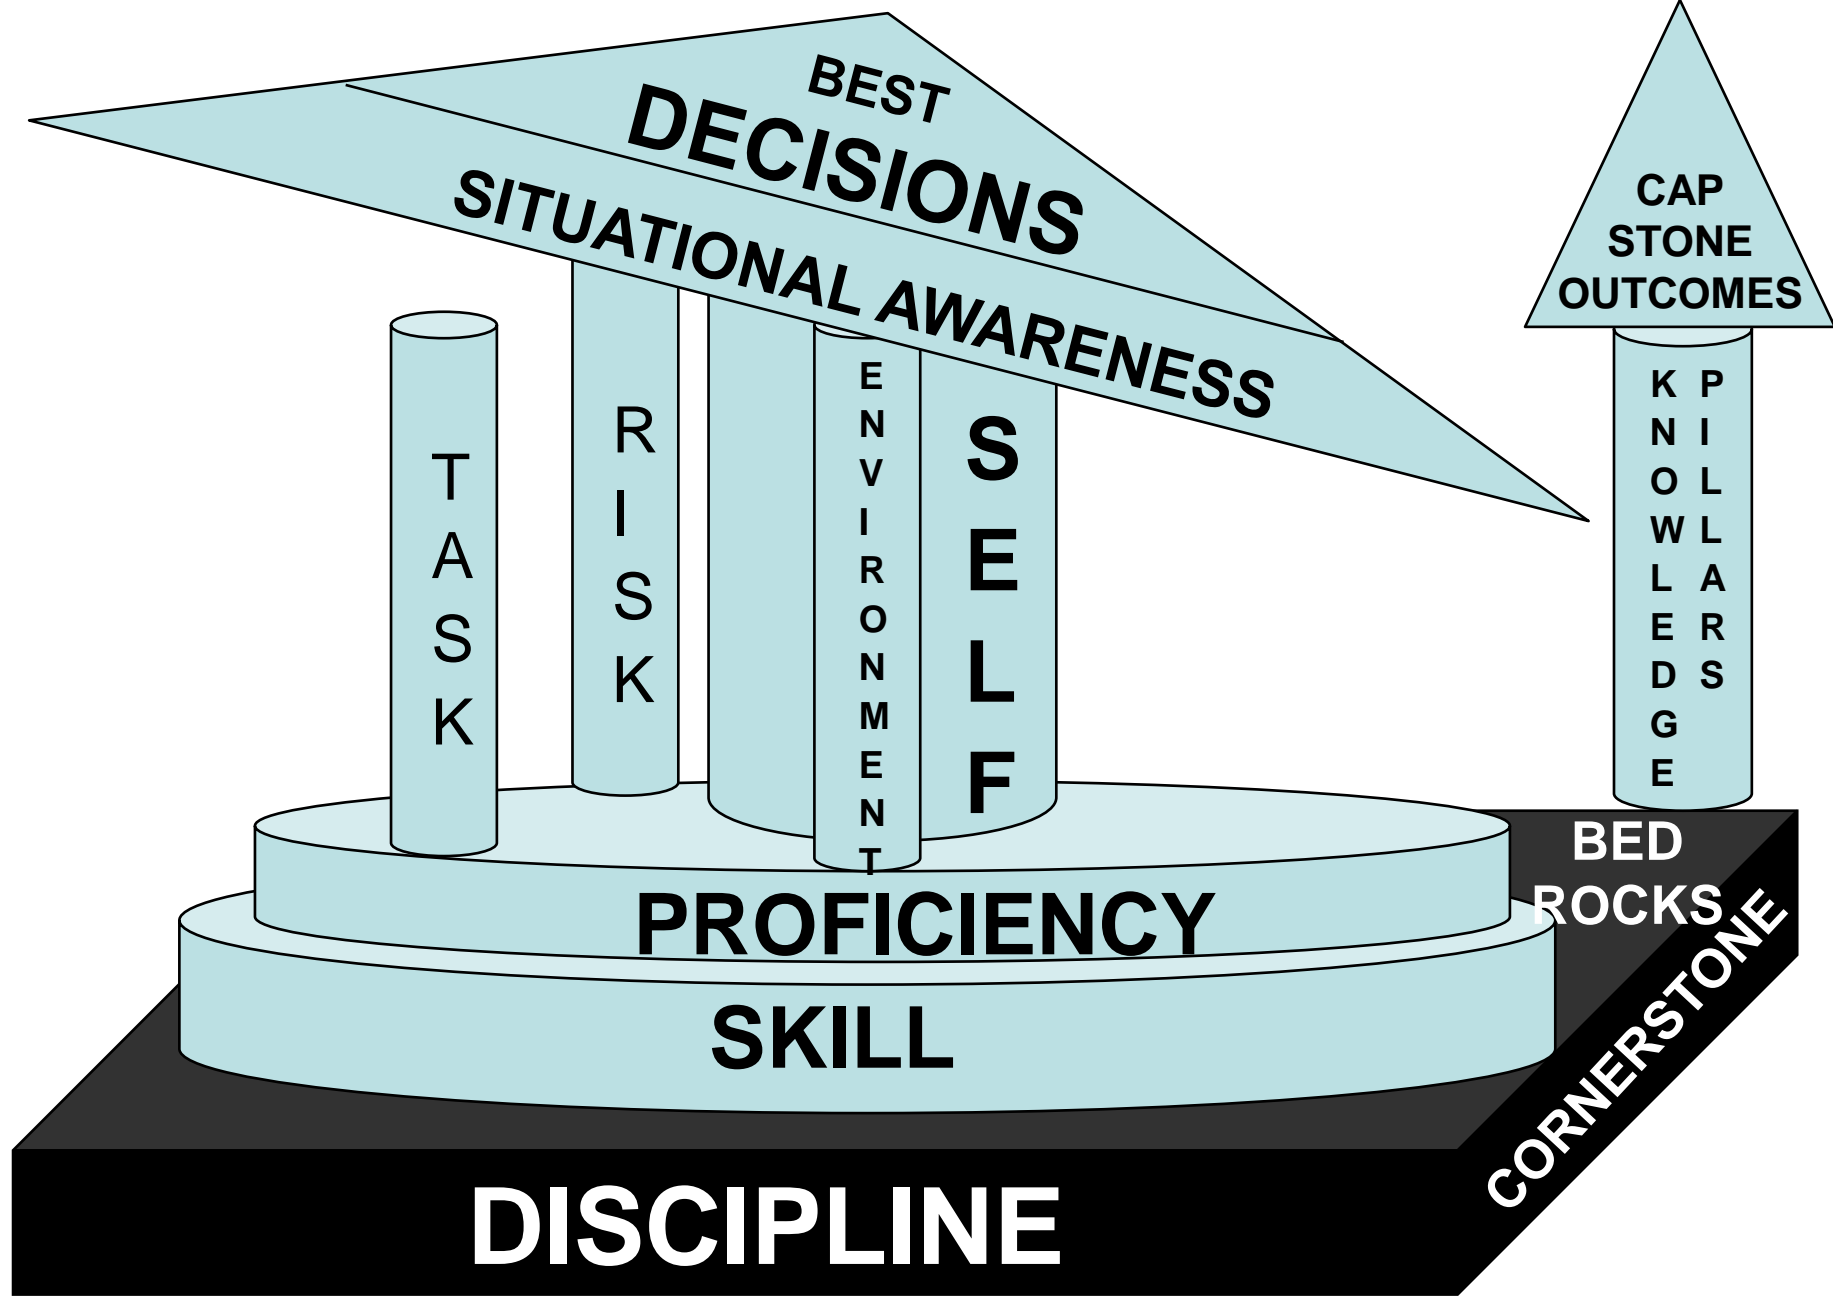 BEST
DECISIONS
SITUATIONAL AWARENESS
CAP
STONE
OUTCOMES
TASK
RISK
ENVIRONMENT
SELF
KNOWLEDGE
PILLARS
PROFICIENCY
SKILL
BED
ROCKS
CORNERSTONE
DISCIPLINE